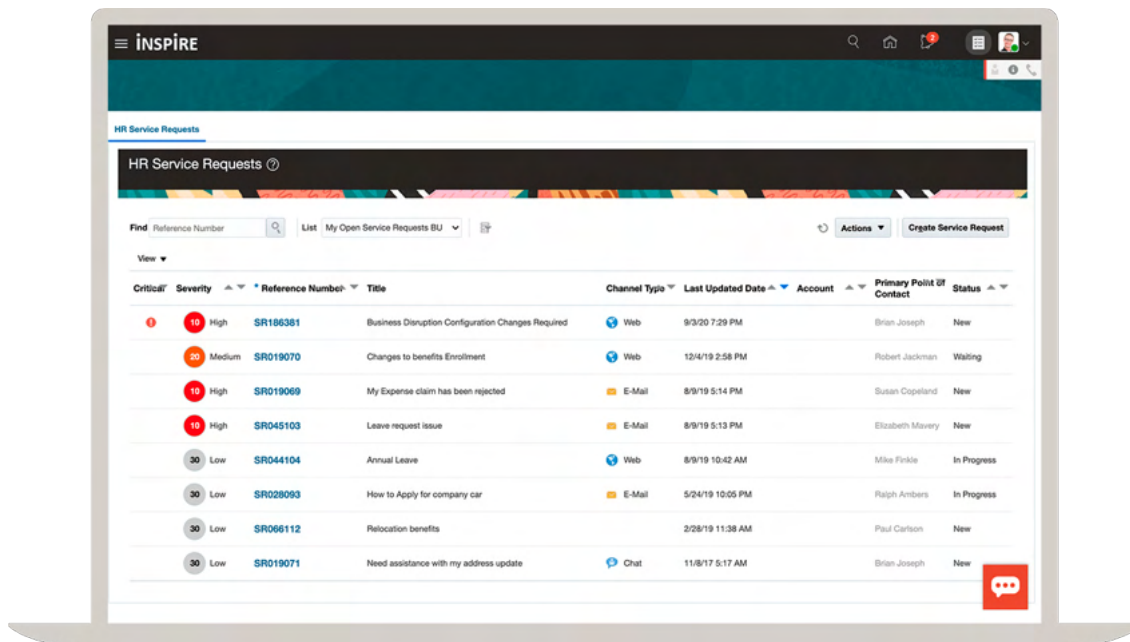 iNSPiRE
2
HR Service Requests
HR Service Requests ?
Find Reference Number List My Open Service Requests BU Actions Create Service Request
View
Critical Severity * Reference Number Title Channel Type Last Updated Date Account Primary Point of Contact Status
! 10 High SR186381 Business Disruption Configuration Changes Required Web 9/3/20 7:29 PM Brian Joseph New
20 Medium SR019070 Changes to benefits Enrollment Web 12/4/19 2:58 PM Robert Jackman Waiting
10 High SR019069 My Expense claim has been rejected E-Mail 8/9/19 5:14 PM Susan Copeland New
10 High SR045103 Leave request issue E-Mail 8/9/19 5:13 PM Elizabeth Mavery New
30 Low SR044104 Annual Leave Web 8/9/19 10:42 AM Mike Finkle In Progress
30 Low SR028093 How to Apply for company car E-Mail 5/24/19 10:05 PM Ralph Ambers In Progress
30 Low SR066112 Relocation benefits 2/28/19 11:38 AM Paul Carlson New
30 Low SR019071 Need assistance with my address update Chat 11/8/17 5:17 AM Brian Joseph New